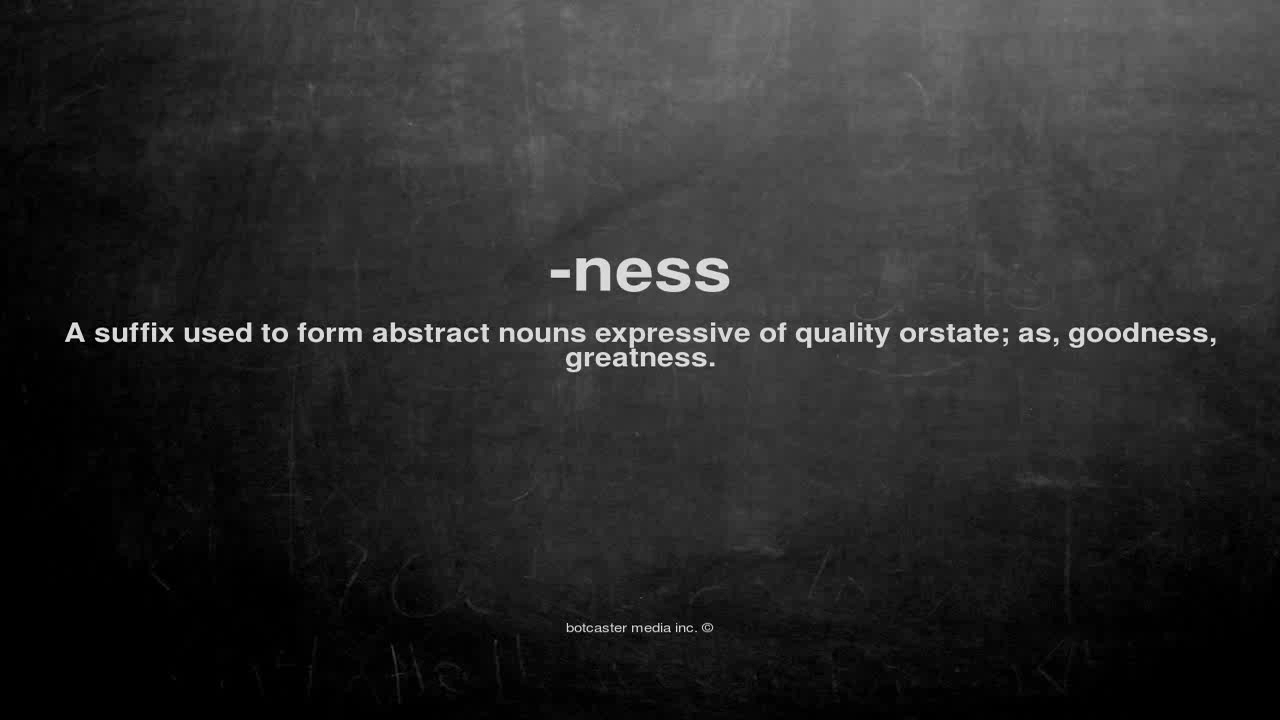 -ness
A suffix used to form abstract nouns expressive of quality orstate; as, goodness,
greatness.
botcaster media inc. ©